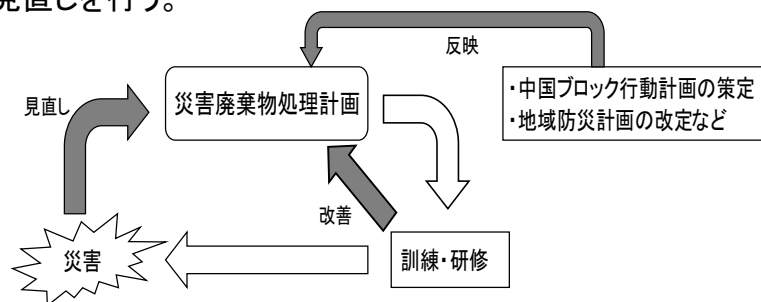 見直しを行う。
反映
見直し
災害廃棄物処理計画
・中国ブロック行動計画の策定
・地域防災計画の改定など
改善
災害
訓練・研修